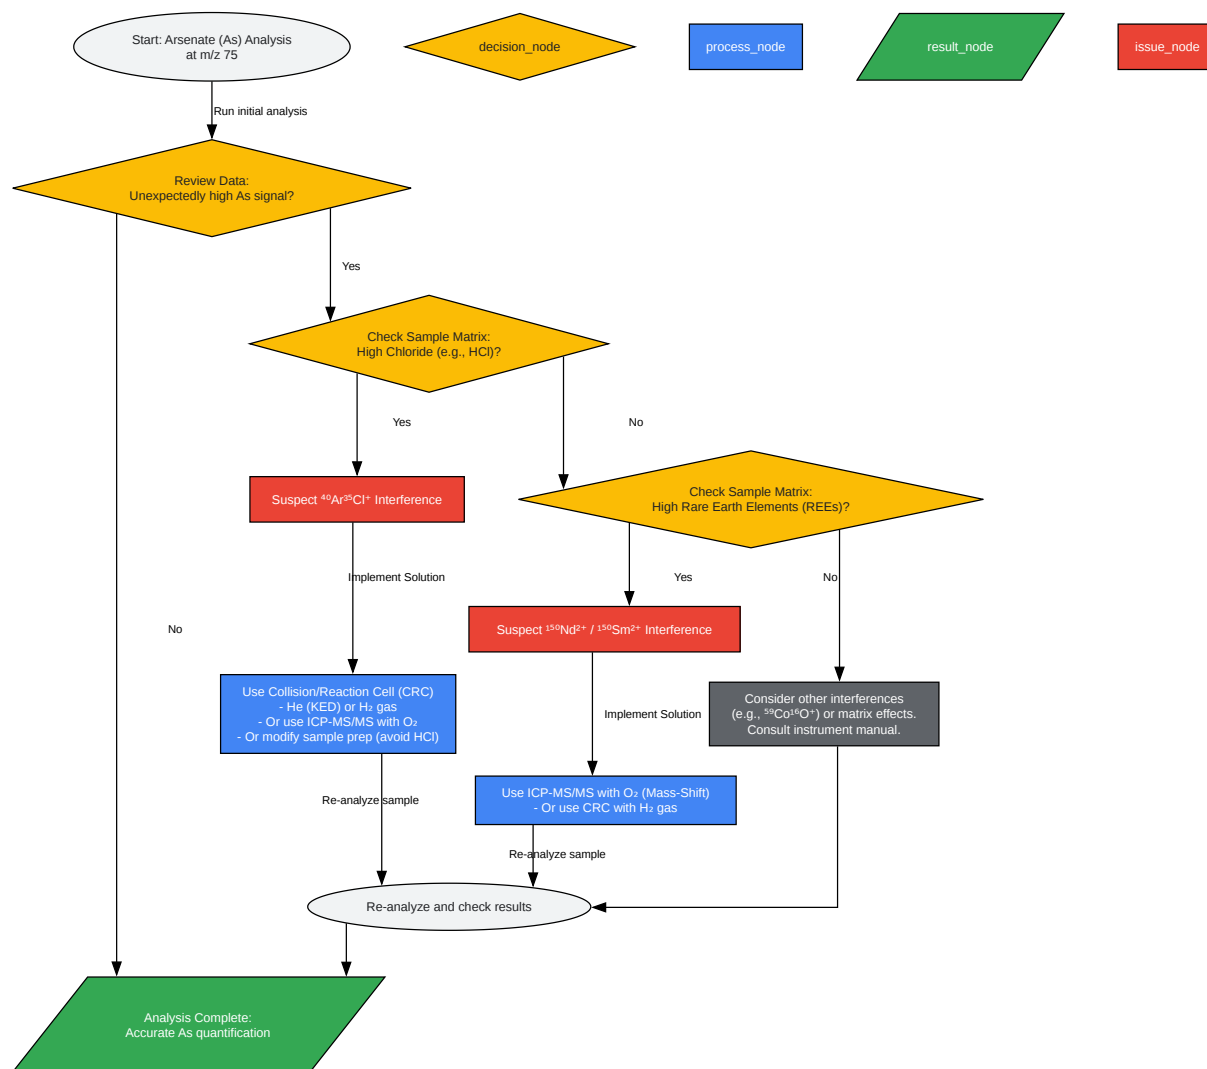 Start: Arsenate (As) Analysis
at m/z 75
decision_node
process_node
result_node
issue_node
Run initial analysis
Review Data:
Unexpectedly high As signal?
Yes
Check Sample Matrix:
High Chloride (e.g., HCl)?
Yes
No
Suspect ⁴⁰Ar³⁵Cl⁺ Interference
Check Sample Matrix:
High Rare Earth Elements (REEs)?
Implement Solution
Yes
No
No
Suspect ¹⁵⁰Nd²⁺ / ¹⁵⁰Sm²⁺ Interference
Use Collision/Reaction Cell (CRC)
- He (KED) or H₂ gas
- Or use ICP-MS/MS with O₂
- Or modify sample prep (avoid HCl)
Implement Solution
Consider other interferences
(e.g., ⁵⁹Co¹⁶O⁺) or matrix effects.
Consult instrument manual.
Re-analyze sample
Use ICP-MS/MS with O₂ (Mass-Shift)
- Or use CRC with H₂ gas
Re-analyze sample
Re-analyze and check results
Analysis Complete:
Accurate As quantification